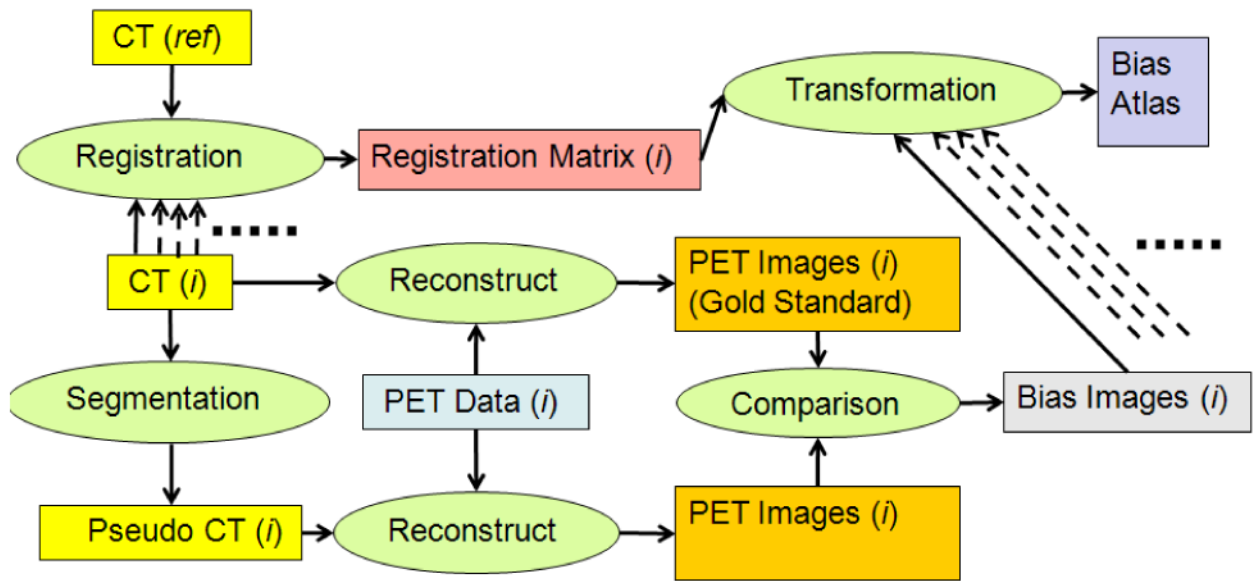 CT (ref)
Transformation
Bias
Atlas
Registration
Registration Matrix (i)
CT (i)
Reconstruct
PET Images (i)
(Gold Standard)
Segmentation
PET Data (i)
Comparison
Bias Images (i)
Pseudo CT (i)
Reconstruct
PET Images (i)